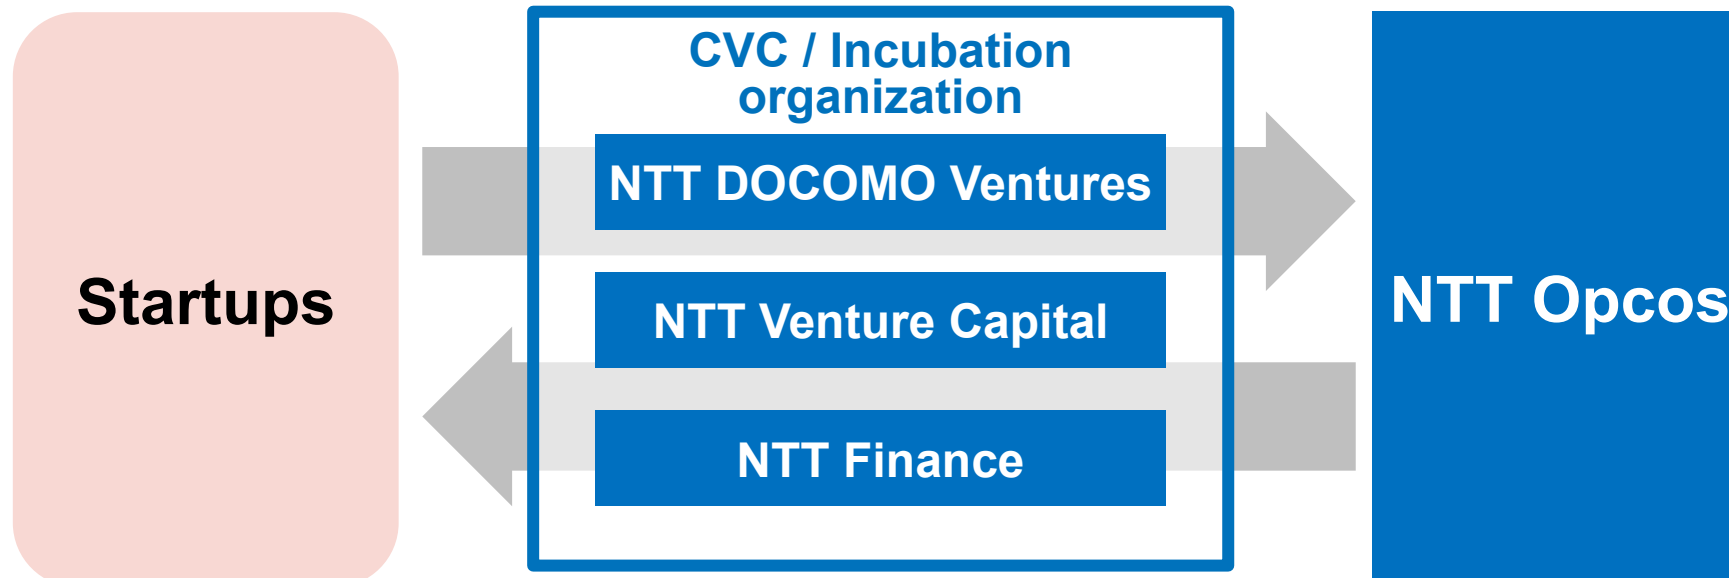 Startups
CVC / Incubation
organization
NTT DOCOMO Ventures
NTT Venture Capital
NTT Finance
NTT Opcos